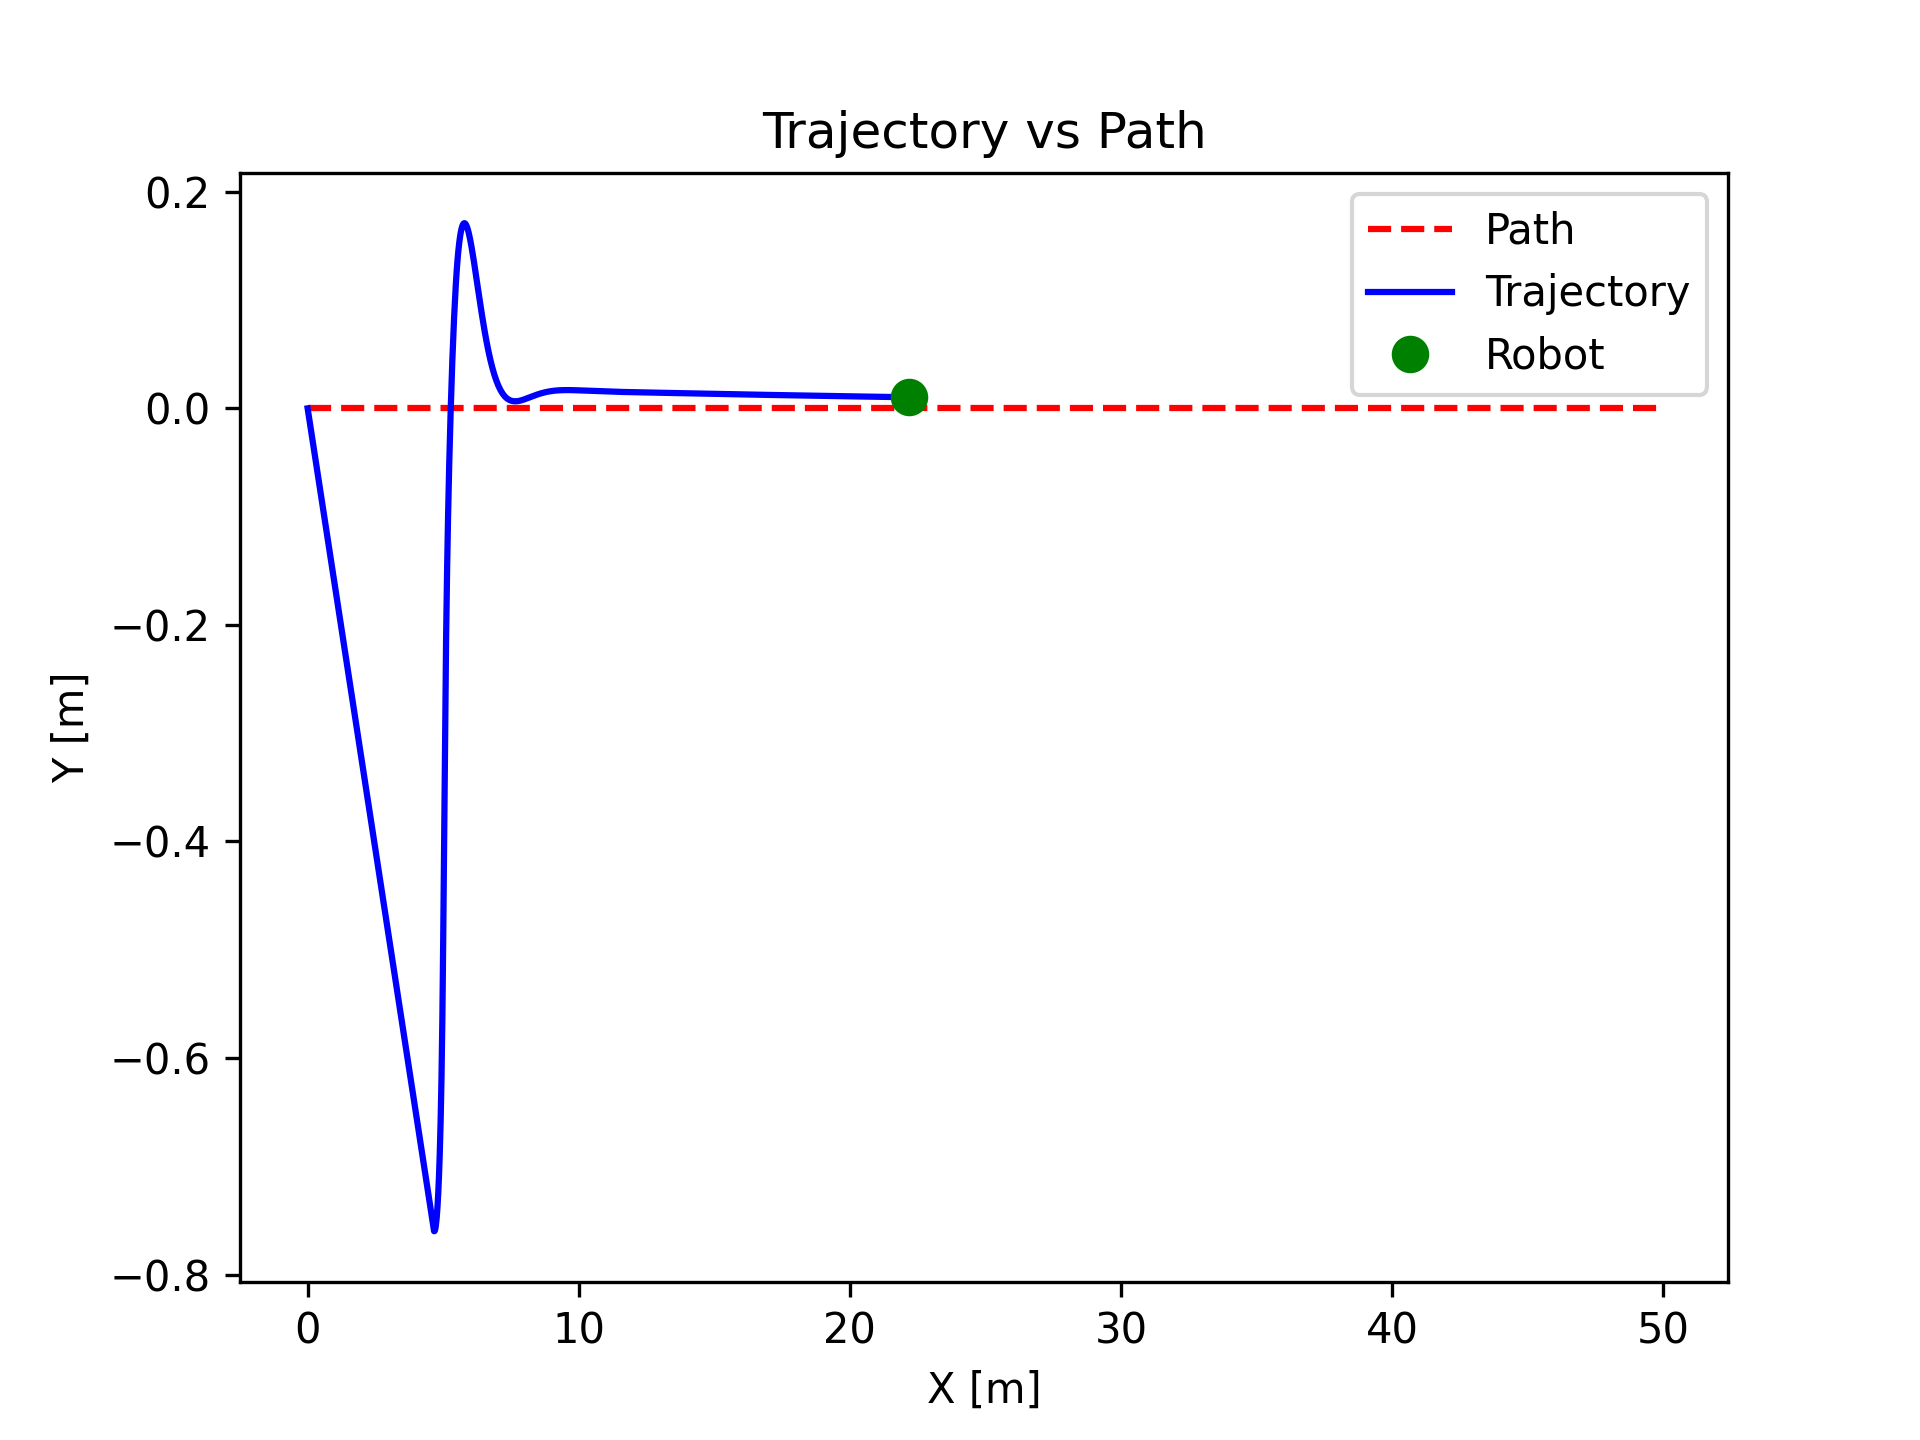 Trajectory vs Path
Path
Trajectory
Robot
0.2
0.0
−0.2
−0.4
−0.6
−0.8
Y [m]
0 10 20 30 40 50
X [m]